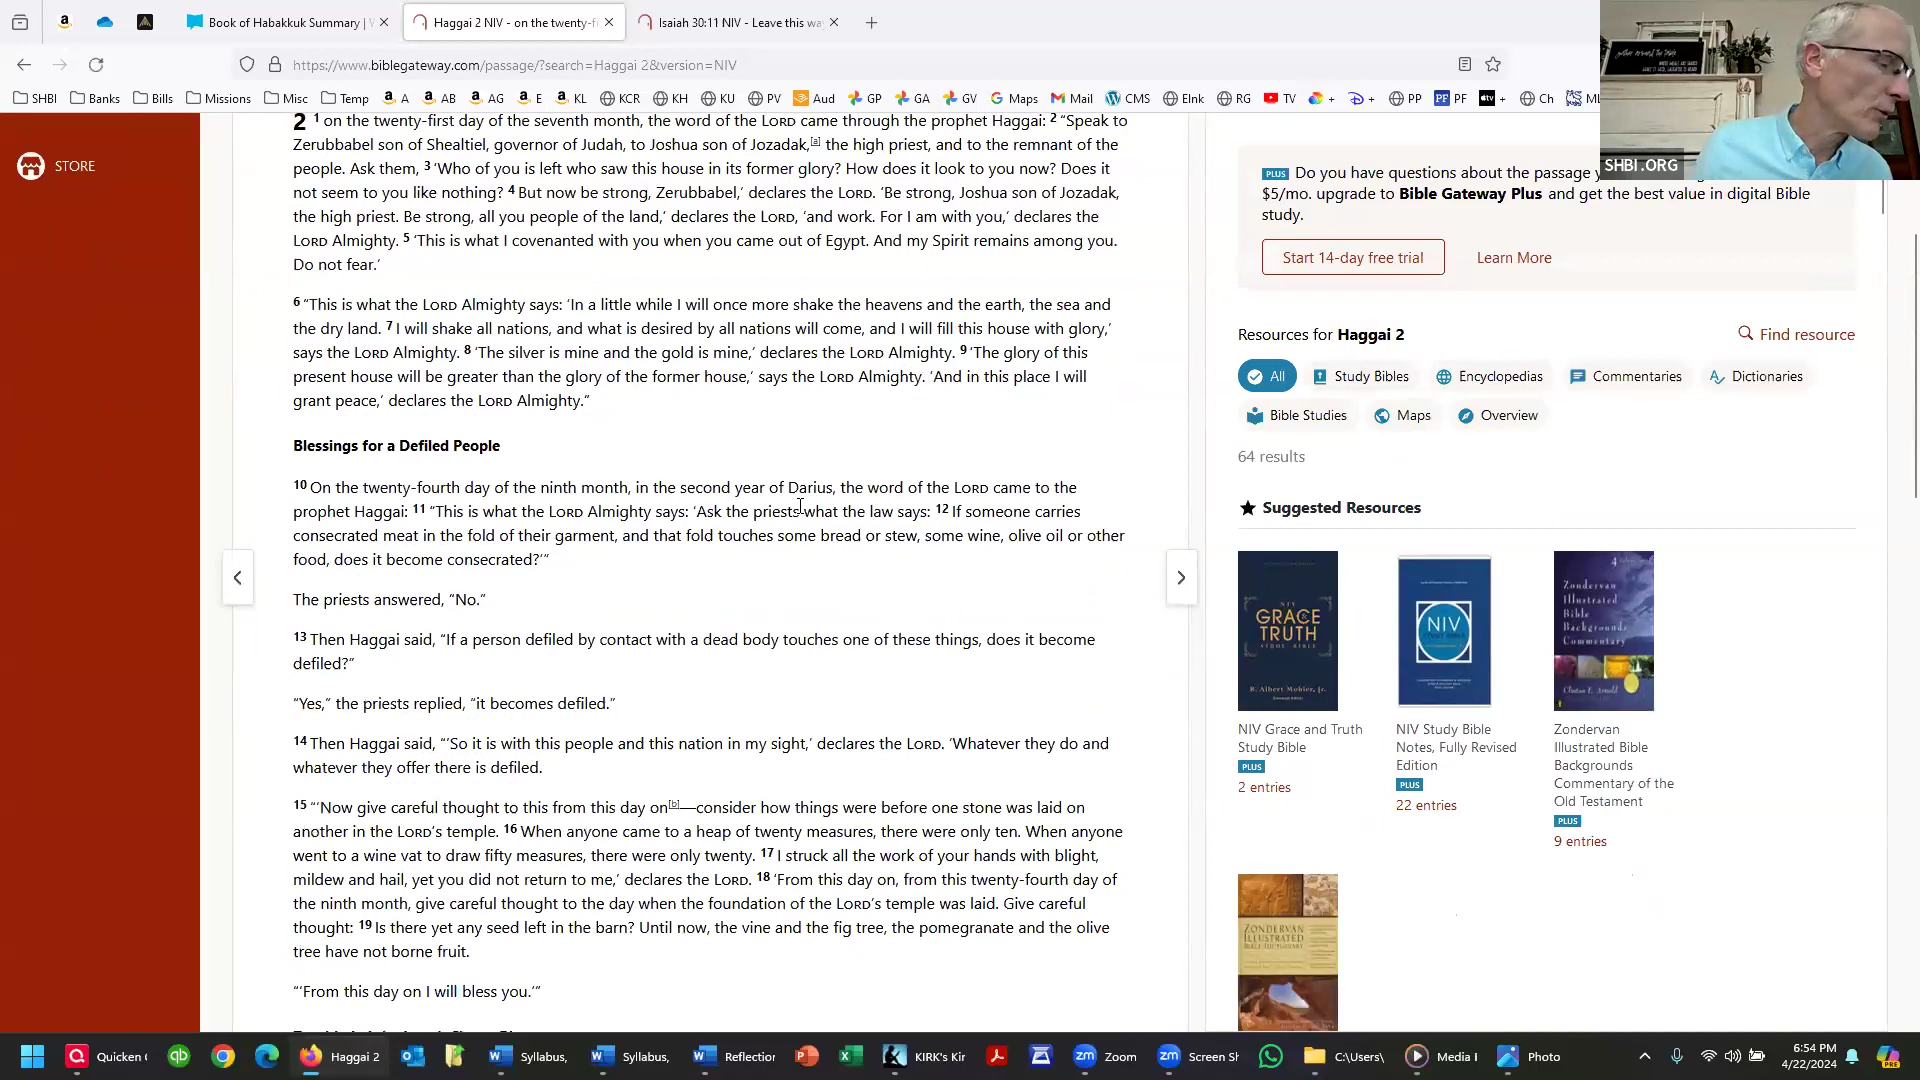 Book of Habakkuk Summary |
Haggai 2 NIV - on the twenty-fi
Isaiah 30:11 NIV - Leave this wa
https://www.biblegateway.com/passage/?search=Haggai 2&version=NIV
SHBI Banks Bills Missions Misc Temp A AB AG E KL KCR KH KU PV Aud GP GA GV Maps Mail CMS EInk RG TV + + PP PF + Ch ML
SHBI.ORG
STORE
2 1 on the twenty-first day of the seventh month, the word of the LORD came through the prophet Haggai: 2 “Speak to
Zerubbabel son of Shealtiel, governor of Judah, to Joshua son of Jozadak,[a] the high priest, and to the remnant of the
people. Ask them, 3 ‘Who of you is left who saw this house in its former glory? How does it look to you now? Does it
not seem to you like nothing? 4 But now be strong, Zerubbabel,’ declares the LORD. ‘Be strong, Joshua son of Jozadak,
the high priest. Be strong, all you people of the land,’ declares the LORD, ‘and work. For I am with you,’ declares the
LORD Almighty. 5 ‘This is what I covenanted with you when you came out of Egypt. And my Spirit remains among you.
Do not fear.’
6 “This is what the LORD Almighty says: ‘In a little while I will once more shake the heavens and the earth, the sea and
the dry land. 7 I will shake all nations, and what is desired by all nations will come, and I will fill this house with glory,’
says the LORD Almighty. 8 ‘The silver is mine and the gold is mine,’ declares the LORD Almighty. 9 ‘The glory of this
present house will be greater than the glory of the former house,’ says the LORD Almighty. ‘And in this place I will
grant peace,’ declares the LORD Almighty.”
Blessings for a Defiled People
10 On the twenty-fourth day of the ninth month, in the second year of Darius, the word of the LORD came to the
prophet Haggai: 11 “This is what the LORD Almighty says: ‘Ask the priests what the law says: 12 If someone carries
consecrated meat in the fold of their garment, and that fold touches some bread or stew, some wine, olive oil or other
food, does it become consecrated?’”
The priests answered, “No.”
13 Then Haggai said, “If a person defiled by contact with a dead body touches one of these things, does it become
defiled?”
“Yes,” the priests replied, “it becomes defiled.”
14 Then Haggai said, “‘So it is with this people and this nation in my sight,’ declares the LORD. ‘Whatever they do and
whatever they offer there is defiled.
15 “‘Now give careful thought to this from this day on[b]—consider how things were before one stone was laid on
another in the LORD’s temple. 16 When anyone came to a heap of twenty measures, there were only ten. When anyone
went to a wine vat to draw fifty measures, there were only twenty. 17 I struck all the work of your hands with blight,
mildew and hail, yet you did not return to me,’ declares the LORD. 18 ‘From this day on, from this twenty-fourth day of
the ninth month, give careful thought to the day when the foundation of the LORD’s temple was laid. Give careful
thought: 19 Is there yet any seed left in the barn? Until now, the vine and the fig tree, the pomegranate and the olive
tree have not borne fruit.
“‘From this day on I will bless you.’”
PLUS Do you have questions about the passage
$5/mo. upgrade to Bible Gateway Plus and get the best value in digital Bible
study.
Start 14-day free trial Learn More
Resources for Haggai 2 Find resource
All Study Bibles Encyclopedias Commentaries Dictionaries
Bible Studies Maps Overview
64 results
Suggested Resources
NIV
GRACE
TRUTH
STUDY BIBLE
R. Albert Mohler, jr.
NIV
Zondervan
Illustrated
Bible
Backgrounds
Commentary
4
Clinton E. Arnold
NIV Grace and Truth
Study Bible
PLUS
2 entries
NIV Study Bible
Notes, Fully Revised
Edition
PLUS
22 entries
Zondervan
Illustrated Bible
Backgrounds
Commentary of the
Old Testament
PLUS
9 entries
ZONDERVAN
ILLUSTRATED
BIBLE DICTIONARY
Quicken Haggai 2 Syllabus, Syllabus, Reflection KIRK's Kir Zoom Screen Sh C:\Users\ Media Photo
6:54 PM
4/22/2024